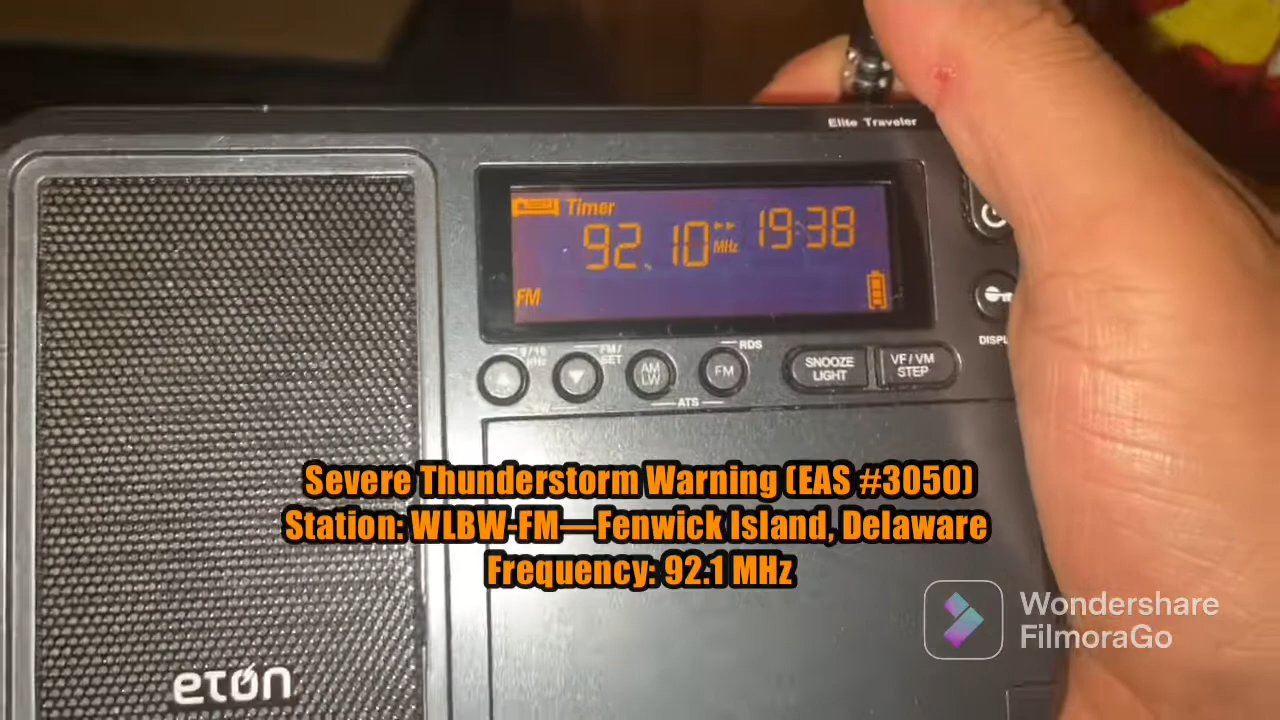 Elite Traveler
Timer
92.10 MHz 19:38
FM
9/10 kHz
FM/ SET
RDS
DISPL
AM LW
FM
SNOOZE LIGHT
VF/VM STEP
ATS
Severe Thunderstorm Warning (EAS #3050)
Station: WLBW-FM—Fenwick Island, Delaware
Frequency: 92.1 MHz
Wondershare
FilmoraGo
etón